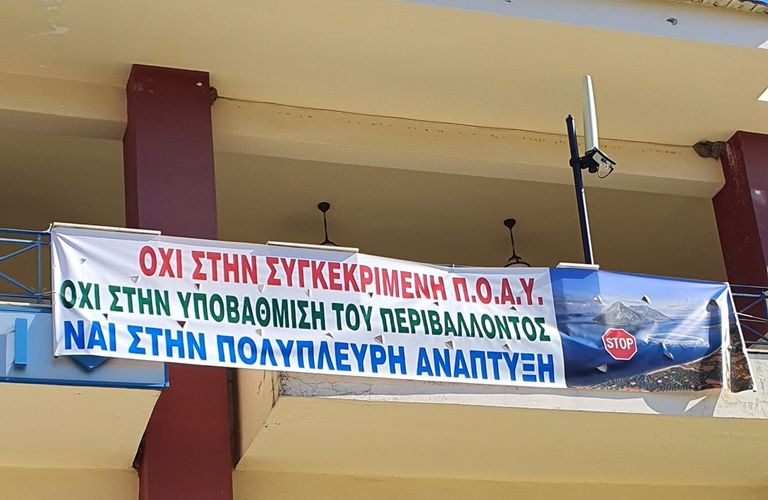 ΟΧΙ ΣΤΗΝ ΣΥΓΚΕΚΡΙΜΕΝΗ Π.Ο.Α.Υ.
ΟΧΙ ΣΤΗΝ ΥΠΟΒΑΘΜΙΣΗ ΤΟΥ ΠΕΡΙΒΑΛΛΟΝΤΟΣ
ΝΑΙ ΣΤΗΝ ΠΟΛΥΠΛΕΥΡΗ ΑΝΑΠΤΥΞΗ
STOP